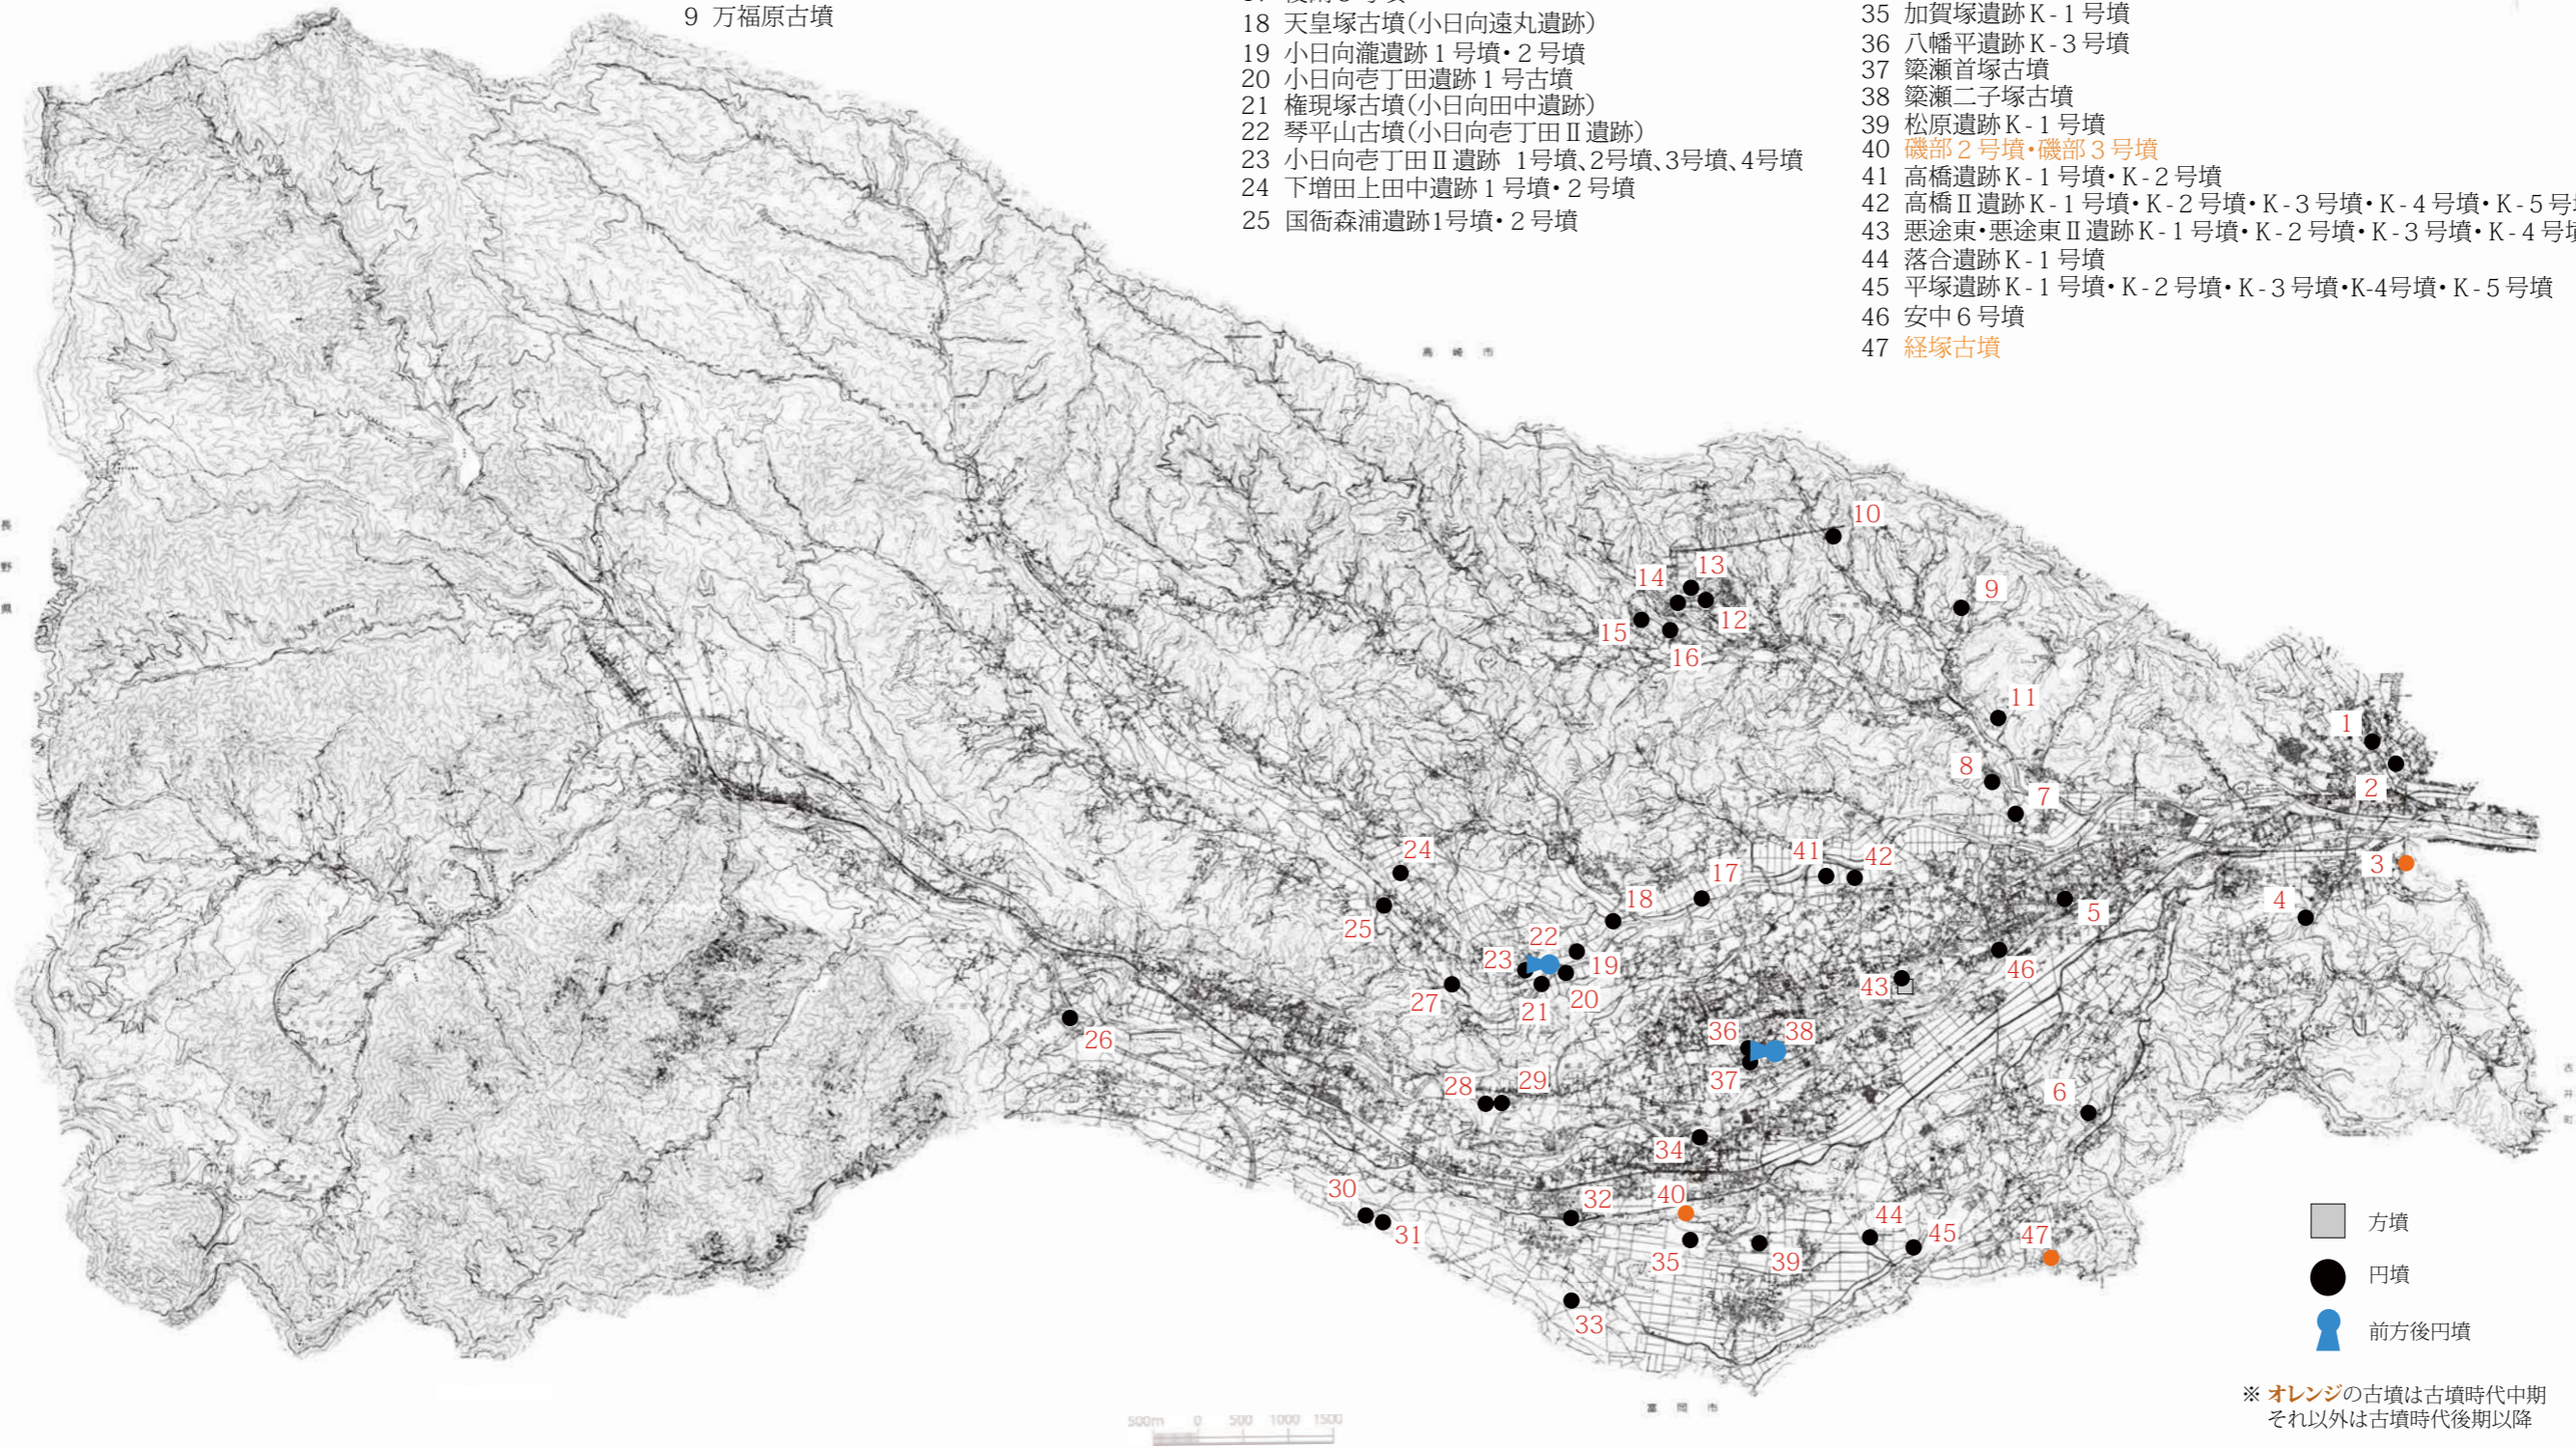 9 万福原古墳
18 天皇塚古墳(小日向遠丸遺跡)
19 小日向瀧遺跡1号墳・2号墳
20 小日向壱丁田遺跡1号古墳
21 権現塚古墳(小日向田中遺跡)
22 琴平山古墳(小日向壱丁田Ⅱ遺跡)
23 小日向壱丁田Ⅱ遺跡 1号墳、2号墳、3号墳、4号墳
24 下増田上田中遺跡1号墳・2号墳
25 国衙森浦遺跡1号墳・2号墳
35 加賀塚遺跡K-1号墳
36 八幡平遺跡K-3号墳
37 簗瀬首塚古墳
38 簗瀬二子塚古墳
39 松原遺跡K-1号墳
40 磯部2号墳・磯部3号墳
41 高橋遺跡K-1号墳・K-2号墳
42 高橋Ⅱ遺跡K-1号墳・K-2号墳・K-3号墳・K-4号墳・K-5号
43 悪途東・悪途東Ⅱ遺跡K-1号墳・K-2号墳・K-3号墳・K-4号
44 落合遺跡K-1号墳
45 平塚遺跡K-1号墳・K-2号墳・K-3号墳・K-4号墳・K-5号墳
46 安中6号墳
47 経塚古墳
高崎市
長野県
10
13
14
9
12
15
16
11
1
8
2
7
24
41
42
3
17
18
4
25
5
22
23
19
46
43
27
20
21
36
38
26
37
28
29
6
34
30
40
32
44
31
45
47
35
39
33
方墳
円墳
前方後円墳
※ オレンジの古墳は古墳時代中期
それ以外は古墳時代後期以降
富岡市
500m 0 500 1000 1500